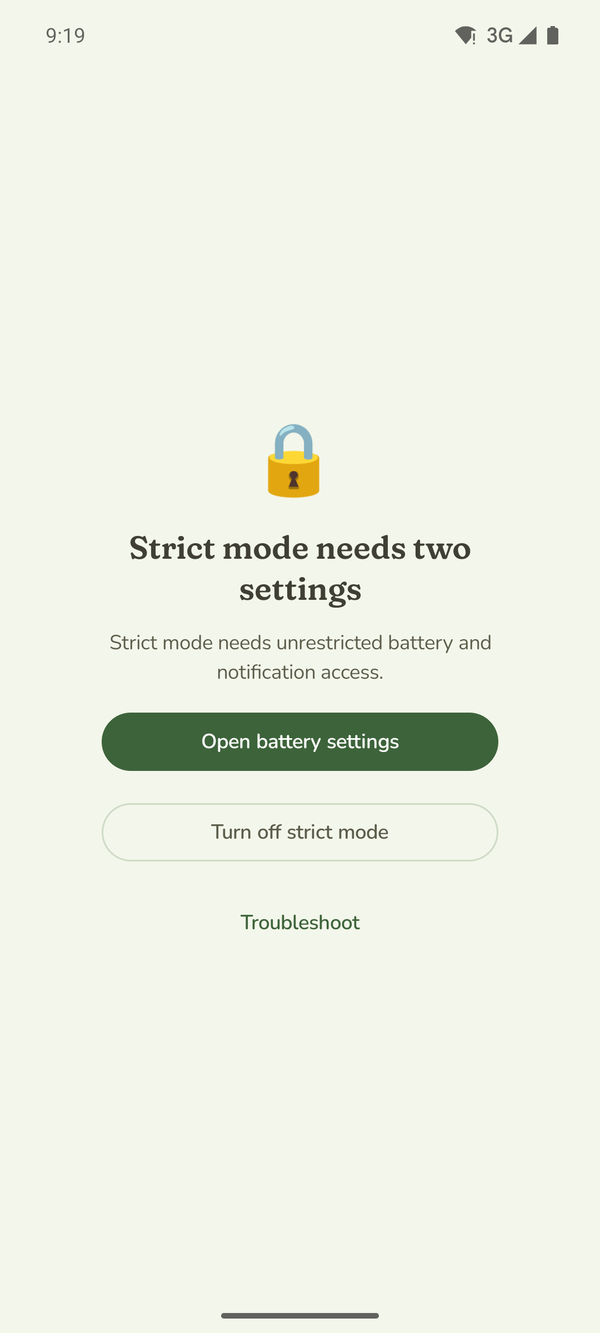 9:19
3G
Strict mode needs two
settings
Strict mode needs unrestricted battery and
notification access.
Open battery settings
Turn off strict mode
Troubleshoot